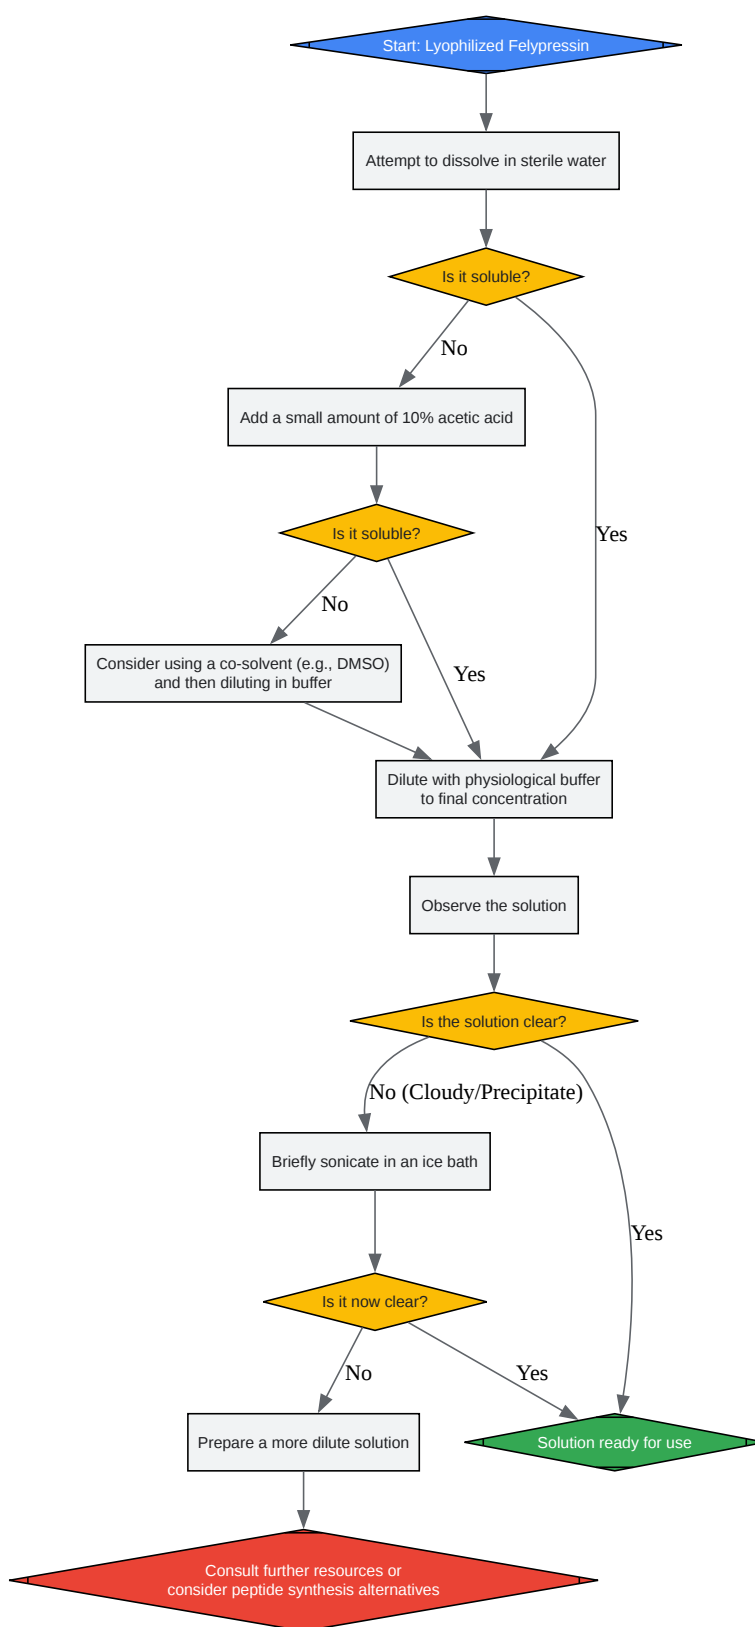 Start: Lyophilized Felypressin
Attempt to dissolve in sterile water
Is it soluble?
No
Add a small amount of 10% acetic acid
Yes
Is it soluble?
No
Consider using a co-solvent (e.g., DMSO)
and then diluting in buffer
Yes
Dilute with physiological buffer
to final concentration
Observe the solution
Is the solution clear?
No (Cloudy/Precipitate)
Briefly sonicate in an ice bath
Yes
Is it now clear?
No
Yes
Prepare a more dilute solution
Solution ready for use
Consult further resources or
consider peptide synthesis alternatives